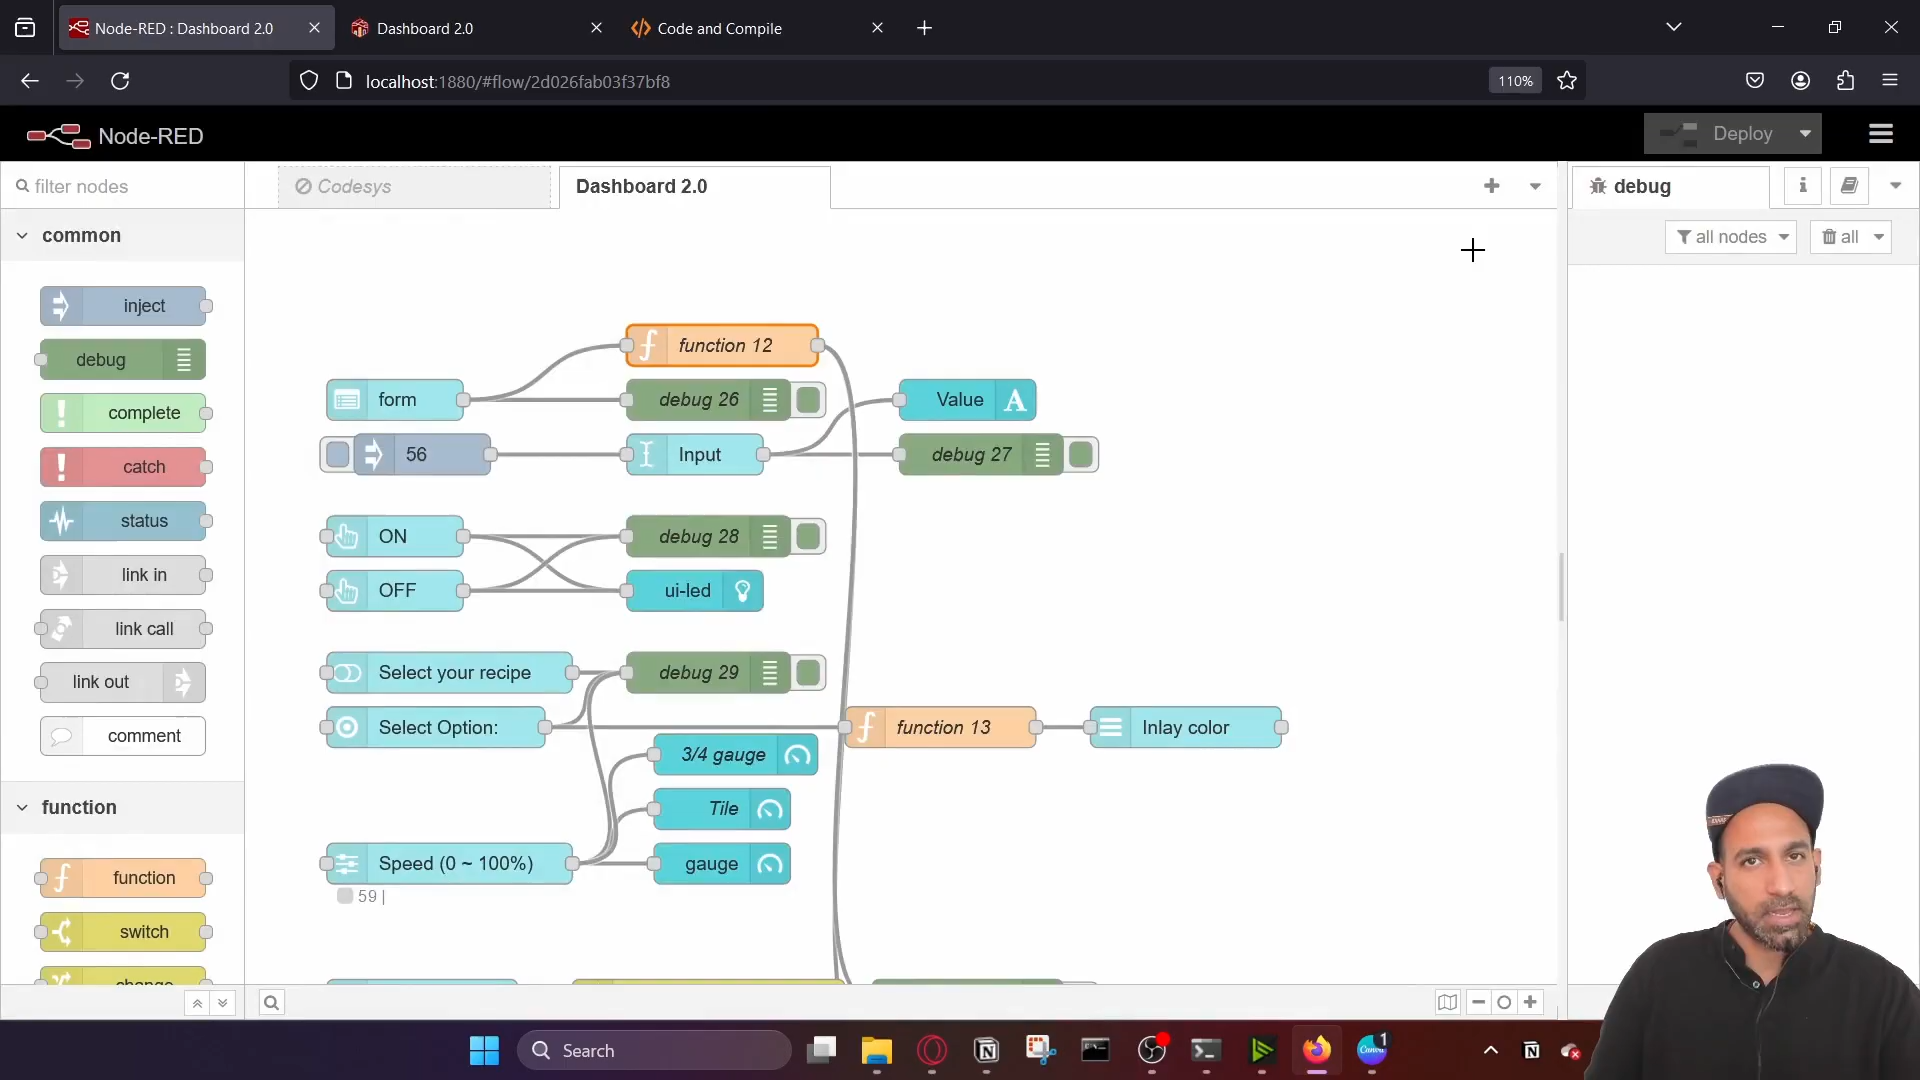 Node-RED : Dashboard 2.0
Dashboard 2.0
Code and Compile
localhost:1880/#flow/2d026fab03f37bf8
110%
Node-RED
Deploy
filter nodes
Codesys
Dashboard 2.0
debug
i
common
all nodes
all
inject
debug
complete
catch
status
link in
link call
link out
comment
function
function
switch
change
function 12
form
debug 26
Value
A
56
Input
debug 27
ON
debug 28
OFF
ui-led
Select your recipe
debug 29
Select Option:
function 13
Inlay color
3/4 gauge
Tile
Speed (0 ~ 100%)
gauge
59 |
Search
Canva
1